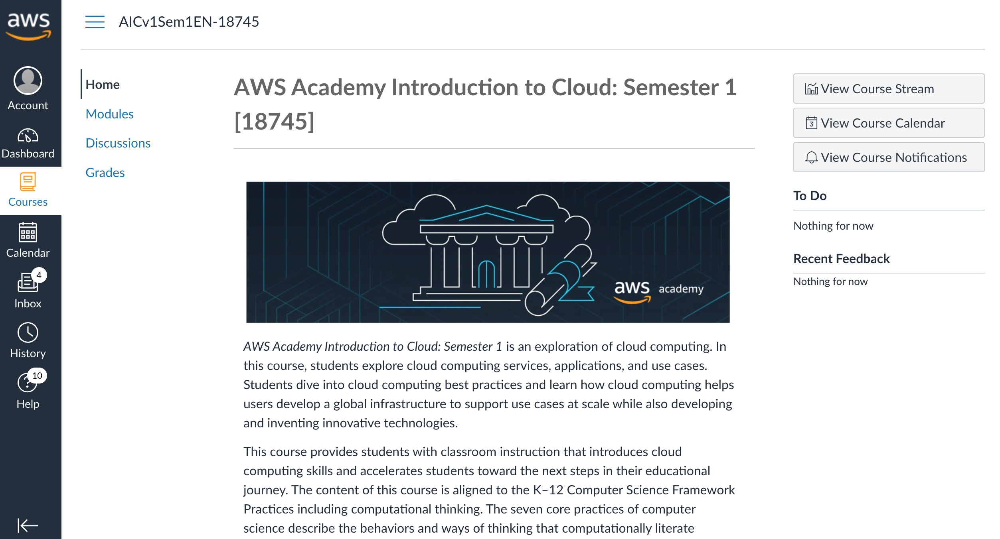 aws
Account
Dashboard
Courses
Calendar
4
Inbox
History
10
Help
AICv1Sem1EN-18745
Home
Modules
Discussions
Grades
AWS Academy Introduction to Cloud: Semester 1
[18745]
aws academy
AWS Academy Introduction to Cloud: Semester 1 is an exploration of cloud computing. In
this course, students explore cloud computing services, applications, and use cases.
Students dive into cloud computing best practices and learn how cloud computing helps
users develop a global infrastructure to support use cases at scale while also developing
and inventing innovative technologies.
This course provides students with classroom instruction that introduces cloud
computing skills and accelerates students toward the next steps in their educational
journey. The content of this course is aligned to the K–12 Computer Science Framework
Practices including computational thinking. The seven core practices of computer
science describe the behaviors and ways of thinking that computationally literate
View Course Stream
3 View Course Calendar
View Course Notifications
To Do
Nothing for now
Recent Feedback
Nothing for now